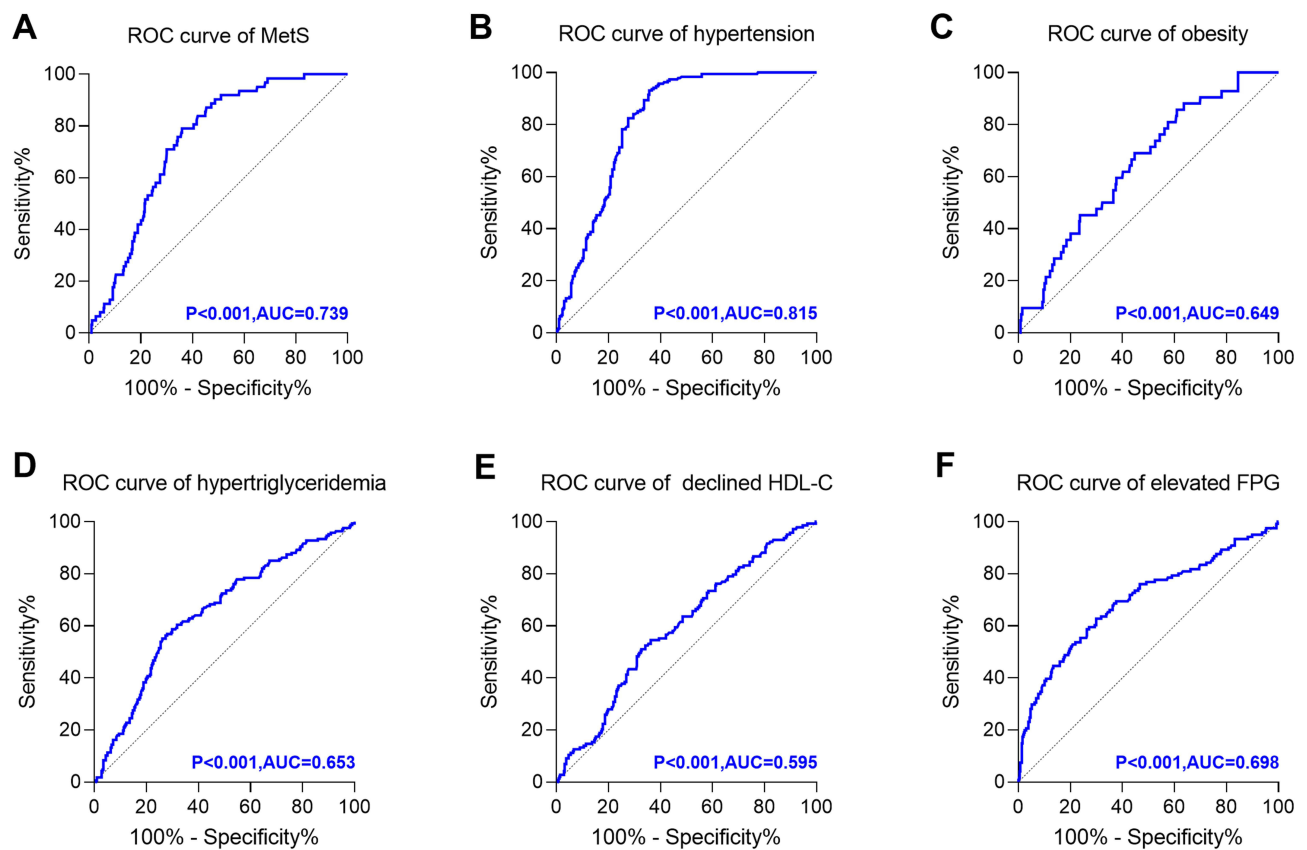 A
ROC curve of MetS
100
80
60
40
20
0
Sensitivity%
P<0.001,AUC=0.739
0 20 40 60 80 100
100% - Specificity%
B
ROC curve of hypertension
100
80
60
40
20
0
Sensitivity%
P<0.001,AUC=0.815
0 20 40 60 80 100
100% - Specificity%
C
ROC curve of obesity
100
80
60
40
20
0
Sensitivity%
P<0.001,AUC=0.649
0 20 40 60 80 100
100% - Specificity%
D
ROC curve of hypertriglyceridemia
100
80
60
40
20
0
Sensitivity%
P<0.001,AUC=0.653
0 20 40 60 80 100
100% - Specificity%
E
ROC curve of  declined HDL-C
100
80
60
40
20
0
Sensitivity%
P<0.001,AUC=0.595
0 20 40 60 80 100
100% - Specificity%
F
ROC curve of elevated FPG
100
80
60
40
20
0
Sensitivity%
P<0.001,AUC=0.698
0 20 40 60 80 100
100% - Specificity%